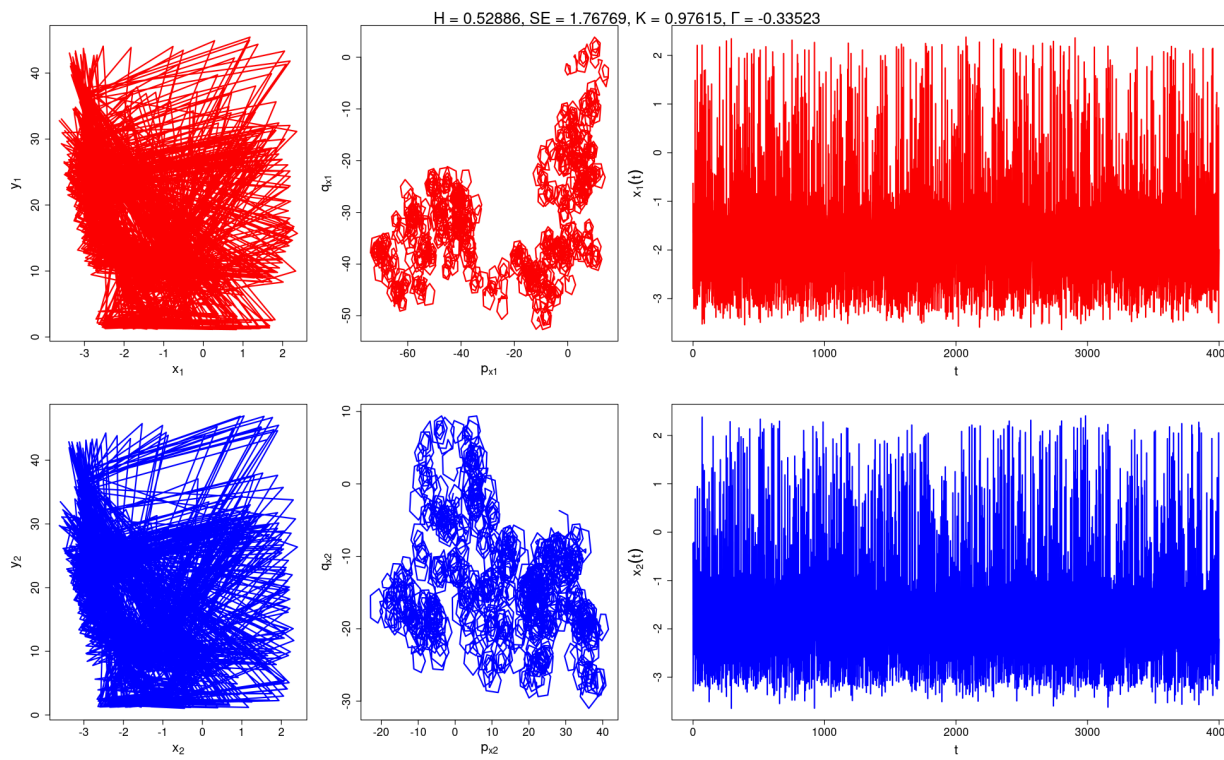 H = 0.52886, SE = 1.76769, K = 0.97615, Γ = -0.33523
y1
0 10 20 30 40
-3 -2 -1 0 1 2
x1
qx1
-50 -40 -30 -20 -10 0
-60 -40 -20 0
px1
x1(t)
-3 -2 -1 0 1 2
0 1000 2000 3000 400
t
y2
0 10 20 30 40
-3 -2 -1 0 1 2
x2
qx2
-30 -20 -10 0 10
-20 -10 0 10 20 30 40
px2
x2(t)
-3 -2 -1 0 1 2
0 1000 2000 3000 400
t